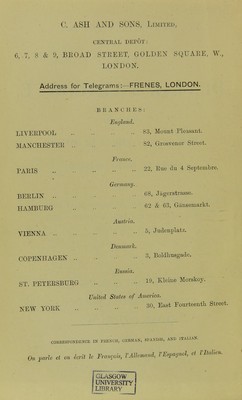 C. ASH AND SONS, LIMITED,
CENTRAL DEPÔT:
6, 7, 8 & 9, BROAD STREET, GOLDEN SQUARE, W.,
LONDON.
Address for Telegrams:—FRENES, LONDON.
BRANCHES:
England.
LIVERPOOL .. .. .. .. 83, Mount Pleasant.
MANCHESTER .. .. .. .. 82, Grosvenor Street.
France.
PARIS .. .. .. .. 22, Rue du 4 Septembre.
Germany.
BERLIN .. .. .. .. 68, Jägerstrasse.
HAMBURG .. .. .. .. 62 & 63, Gänsemarkt.
Austria.
VIENNA .. .. .. .. 5, Judenplatz.
Denmark.
COPENHAGEN .. .. .. .. 3, Boldhusgade.
Russia.
ST. PETERSBURG .. .. .. 19, Kleine Morskoy.
United States of America.
NEW YORK .. .. .. .. 30, East Fourteenth Street.
CORRESPONDENCE IN FRENCH, GERMAN, SPANISH, AND ITALIAN.
On parle et on écrit le Français, l'Allemand, l'Espagnol, et l'Italien.
GLASGOW
UNIVERSITY
LIBRARY